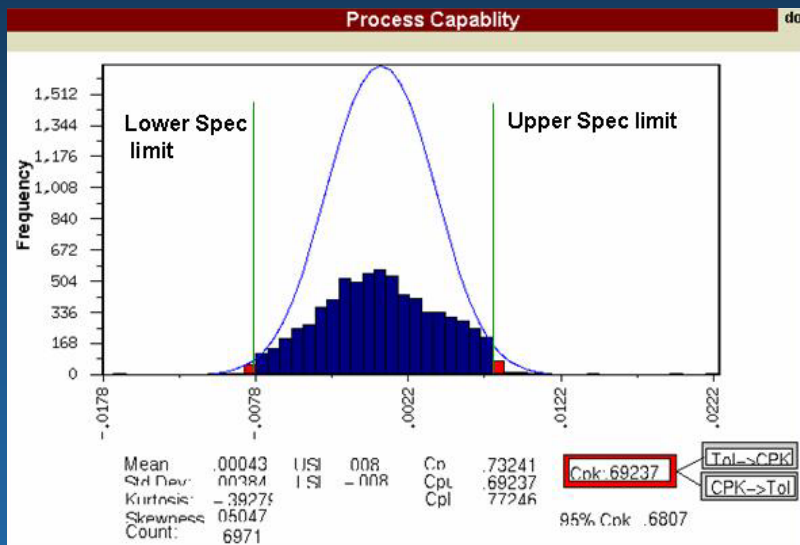 Process Capablity
do
1,512
1,344
1,176
1,008
840
672
504
336
168
0
Frequency
Lower Spec
limit
Upper Spec limit
-.0178
-.0078
.0022
.0122
.0222
Mean .00043 USL .008 Cp .73241
Std Dev: .00384 LSL -.008 Cpu .69237
Kurtosis: -.39279 Cpl .77246
Skewness .05047
Count: 6971
Cpk: .69237
Tol->CPK
CPK->Tol
95% Cpk .6807